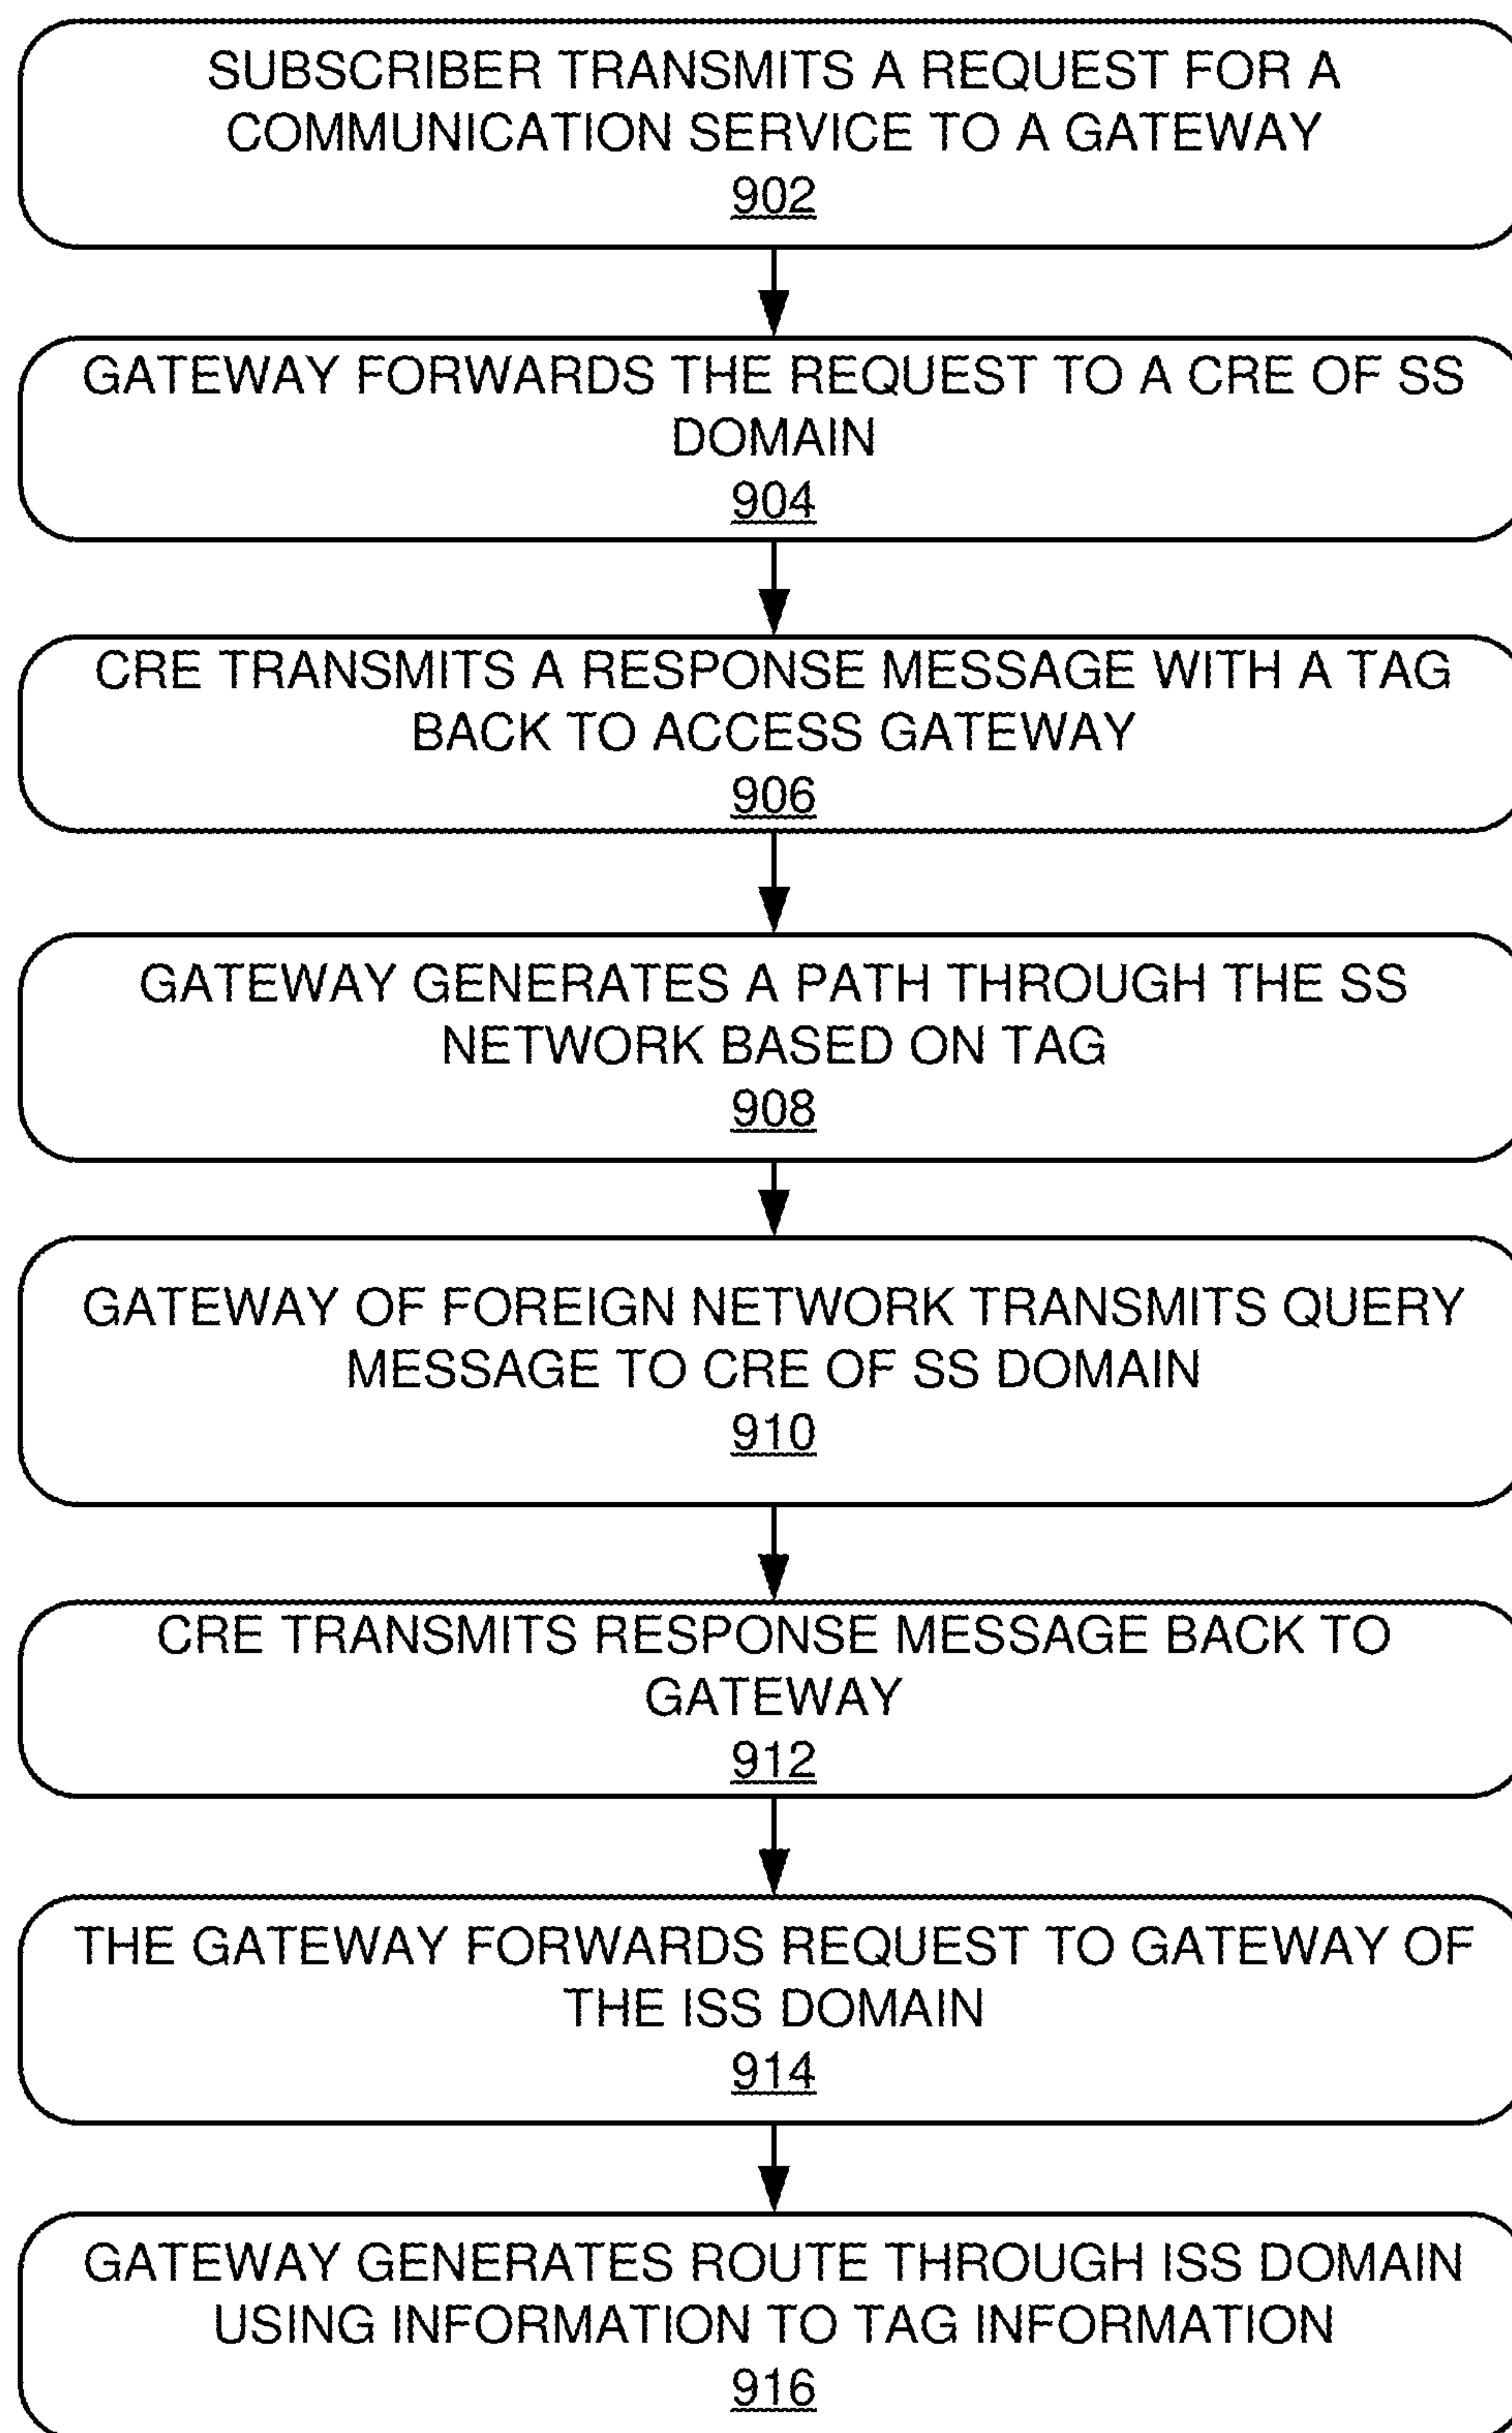 SUBSCRIBER TRANSMITS A REQUEST FOR A
COMMUNICATION SERVICE TO A GATEWAY
902
GATEWAY FORWARDS THE REQUEST TO A CRE OF SS
DOMAIN
904
CRE TRANSMITS A RESPONSE MESSAGE WITH A TAG
BACK TO ACCESS GATEWAY
906
GATEWAY GENERATES A PATH THROUGH THE SS
NETWORK BASED ON TAG
908
GATEWAY OF FOREIGN NETWORK TRANSMITS QUERY
MESSAGE TO CRE OF SS DOMAIN
910
CRE TRANSMITS RESPONSE MESSAGE BACK TO
GATEWAY
912
THE GATEWAY FORWARDS REQUEST TO GATEWAY OF
THE ISS DOMAIN
914
GATEWAY GENERATES ROUTE THROUGH ISS DOMAIN
USING INFORMATION TO TAG INFORMATION
916